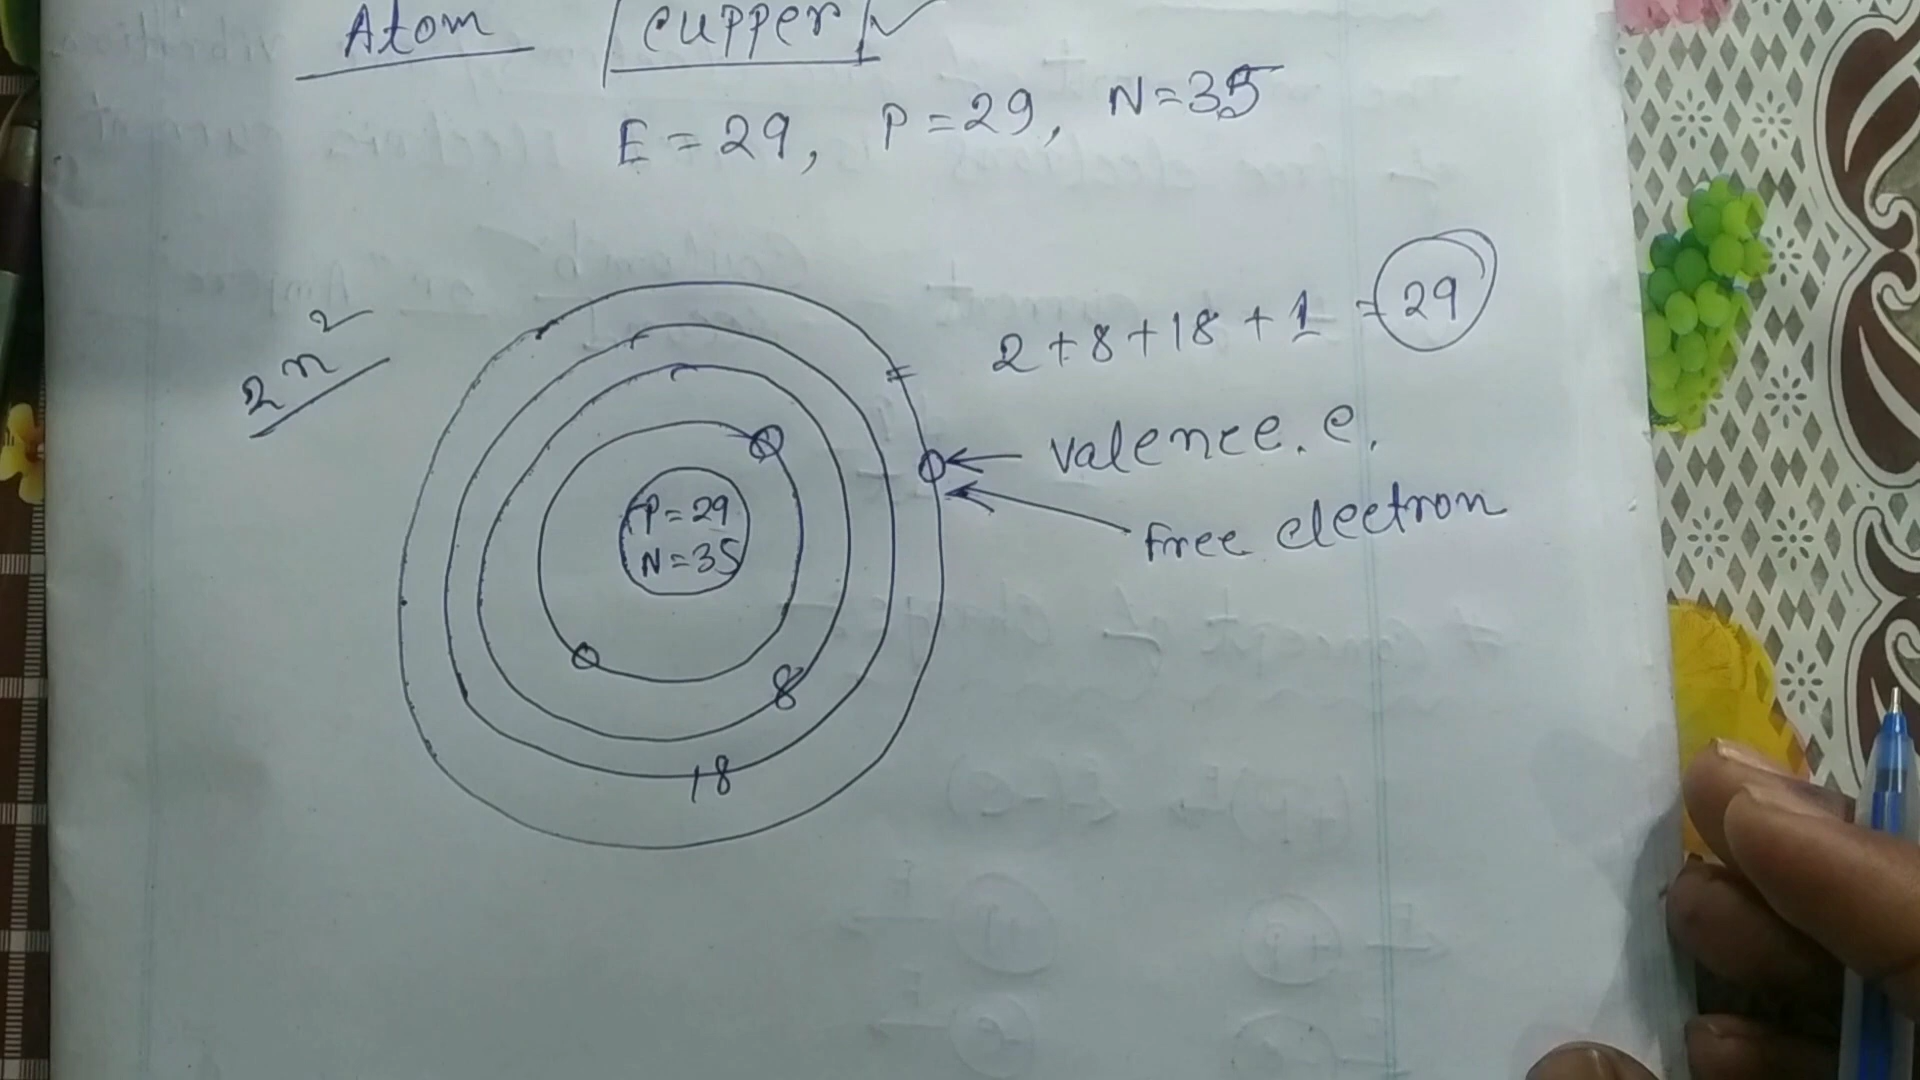 Atom cupper
E = 29, P = 29, N = 35
2n²
2 + 8 + 18 + 1 = 29
valence. e.
Free electron
P = 29
N = 35
8
18